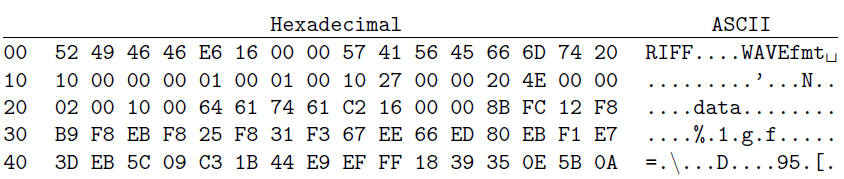 Hexadecimal ASCII
00 52 49 46 46 E6 16 00 00 57 41 56 45 66 6D 74 20 RIFF....WAVEfmt␣
10 10 00 00 00 01 00 01 00 10 27 00 00 20 4E 00 00 .........'...N..
20 02 00 10 00 64 61 74 61 C2 16 00 00 8B FC 12 F8 ....data........
30 B9 F8 EB F8 25 F8 31 F3 67 EE 66 ED 80 EB F1 E7 ....%.1.g.f.....
40 3D EB 5C 09 C3 1B 44 E9 EF FF 18 39 35 0E 5B 0A =.\...D....95.[.